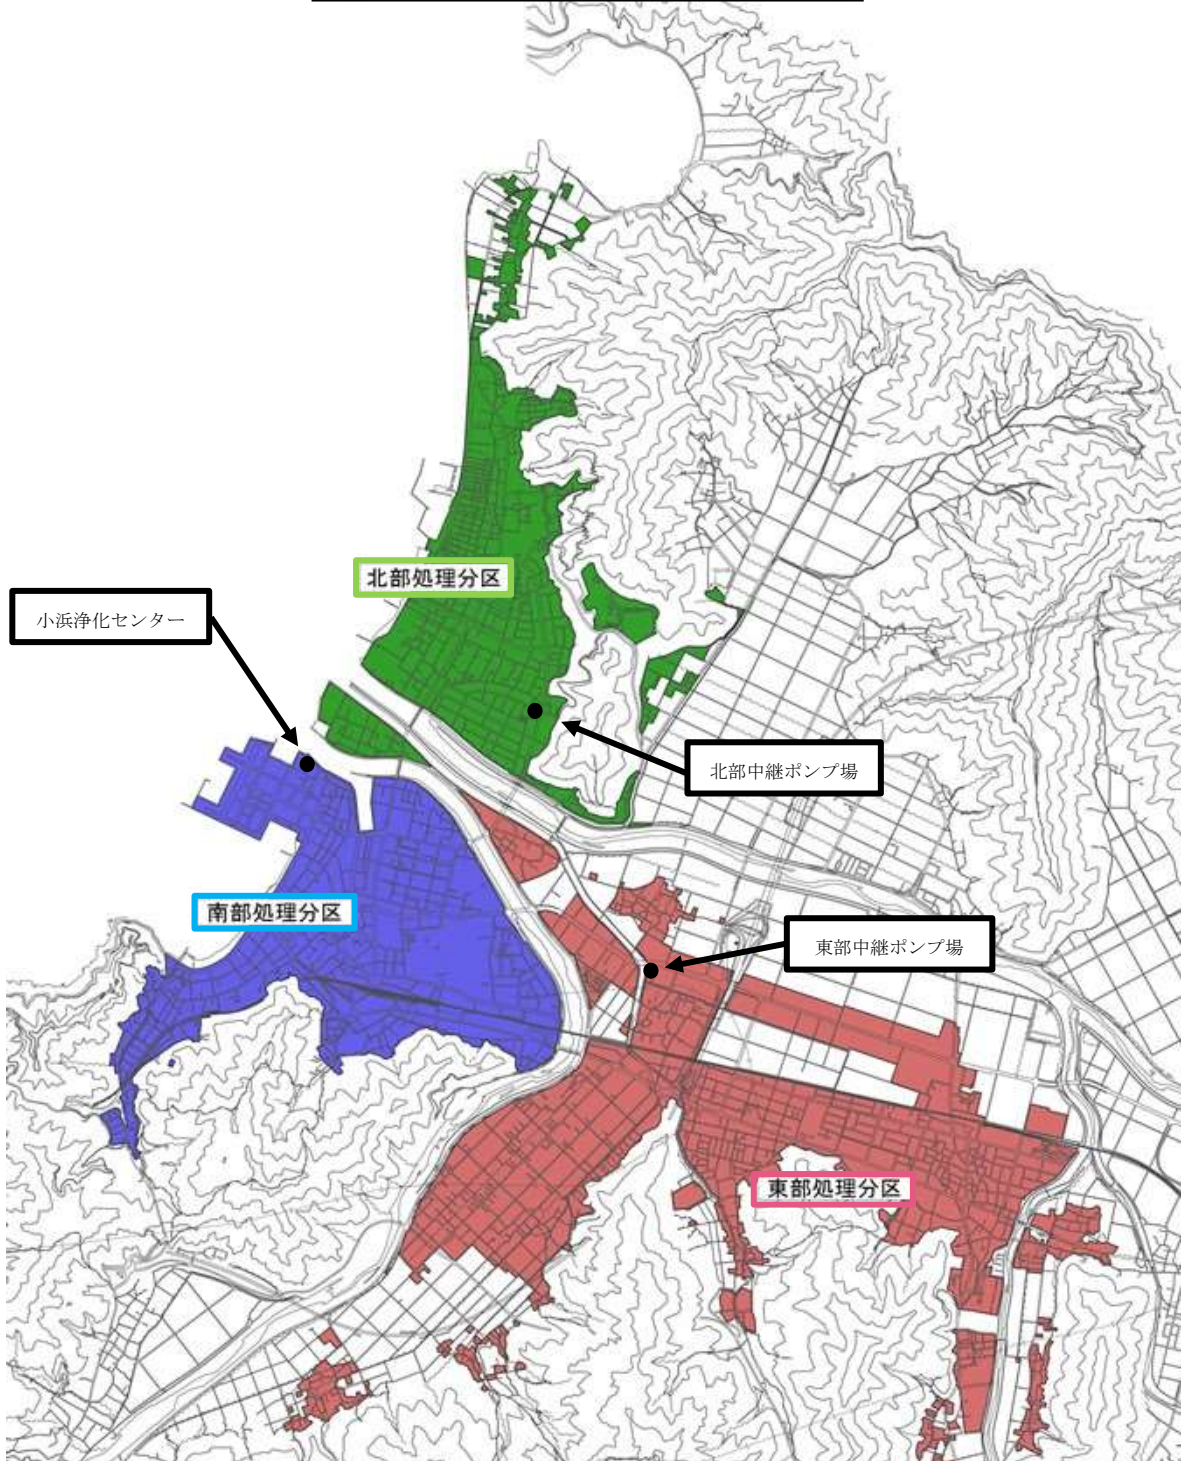 北部処理分区
小浜浄化センター
北部中継ポンプ場
南部処理分区
東部中継ポンプ場
東部処理分区